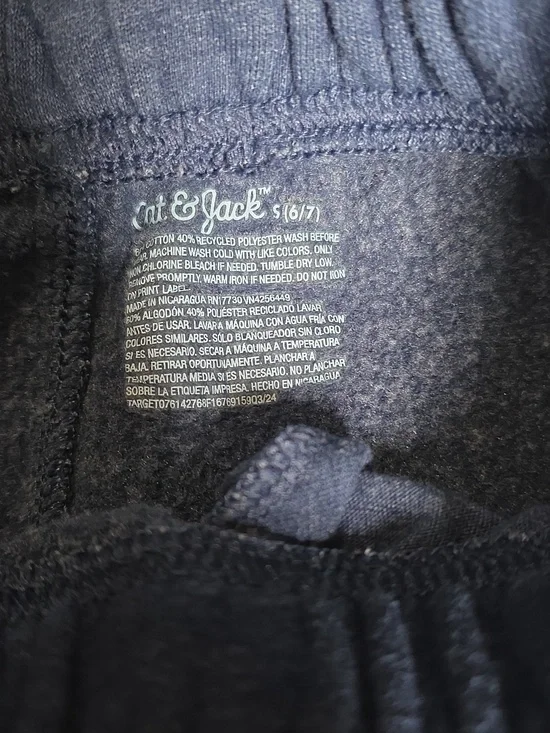 & Jack™ S (6/7)
COTTON 40% RECYCLED POLYESTER WASH BEFORE
MACHINE WASH COLD WITH LIKE COLORS. ONLY
NON CHLORINE BLEACH IF NEEDED. TUMBLE DRY LOW.
REMOVE PROMPTLY. WARM IRON IF NEEDED. DO NOT IRON
ON PRINT LABEL.
MADE IN NICARAGUA RN 17730 VN4256449
60% ALGODÓN 40% POLIÉSTER RECICLADO LAVAR
ANTES DE USAR. LAVAR A MÁQUINA CON AGUA FRÍA CON
COLORES SIMILARES. SÓLO BLANQUEADOR SIN CLORO
SI ES NECESARIO. SECAR A MÁQUINA A TEMPERATURA
BAJA. RETIRAR OPORTUNAMENTE. PLANCHAR A
TEMPERATURA MEDIA SI ES NECESARIO. NO PLANCHAR
SOBRE LA ETIQUETA IMPRESA. HECHO EN NICARAGUA
TARGET076142768F1676915903/24